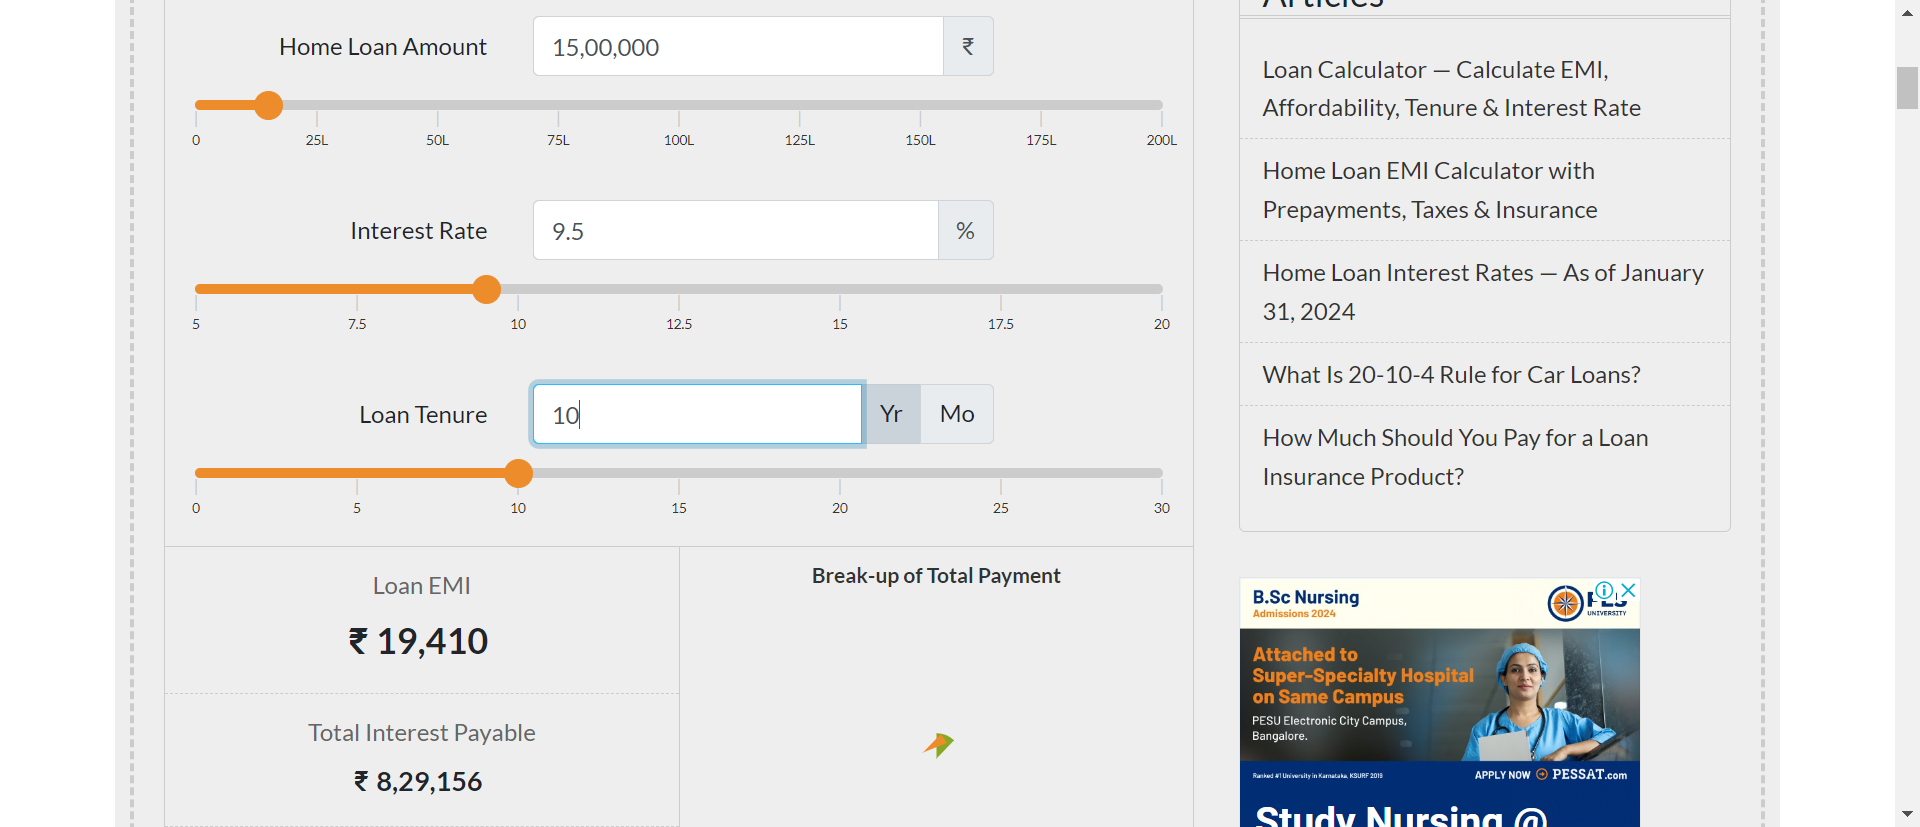 Home Loan Amount
15,00,000
₹
0 25L 50L 75L 100L 125L 150L 175L 200L
Interest Rate
9.5
%
5 7.5 10 12.5 15 17.5 20
Loan Tenure
10
Yr
Mo
0 5 10 15 20 25 30
Loan EMI
₹ 19,410
Total Interest Payable
₹ 8,29,156
Break-up of Total Payment
Articles
Loan Calculator — Calculate EMI,
Affordability, Tenure & Interest Rate
Home Loan EMI Calculator with
Prepayments, Taxes & Insurance
Home Loan Interest Rates — As of January
31, 2024
What Is 20-10-4 Rule for Car Loans?
How Much Should You Pay for a Loan
Insurance Product?
B.Sc Nursing
Admissions 2024
PES
UNIVERSITY
Attached to
Super-Specialty Hospital
on Same Campus
PESU Electronic City Campus,
Bangalore.
Ranked #1 University in Karnataka, KSURF 2019
APPLY NOW PESSAT.com
Study Nursing @